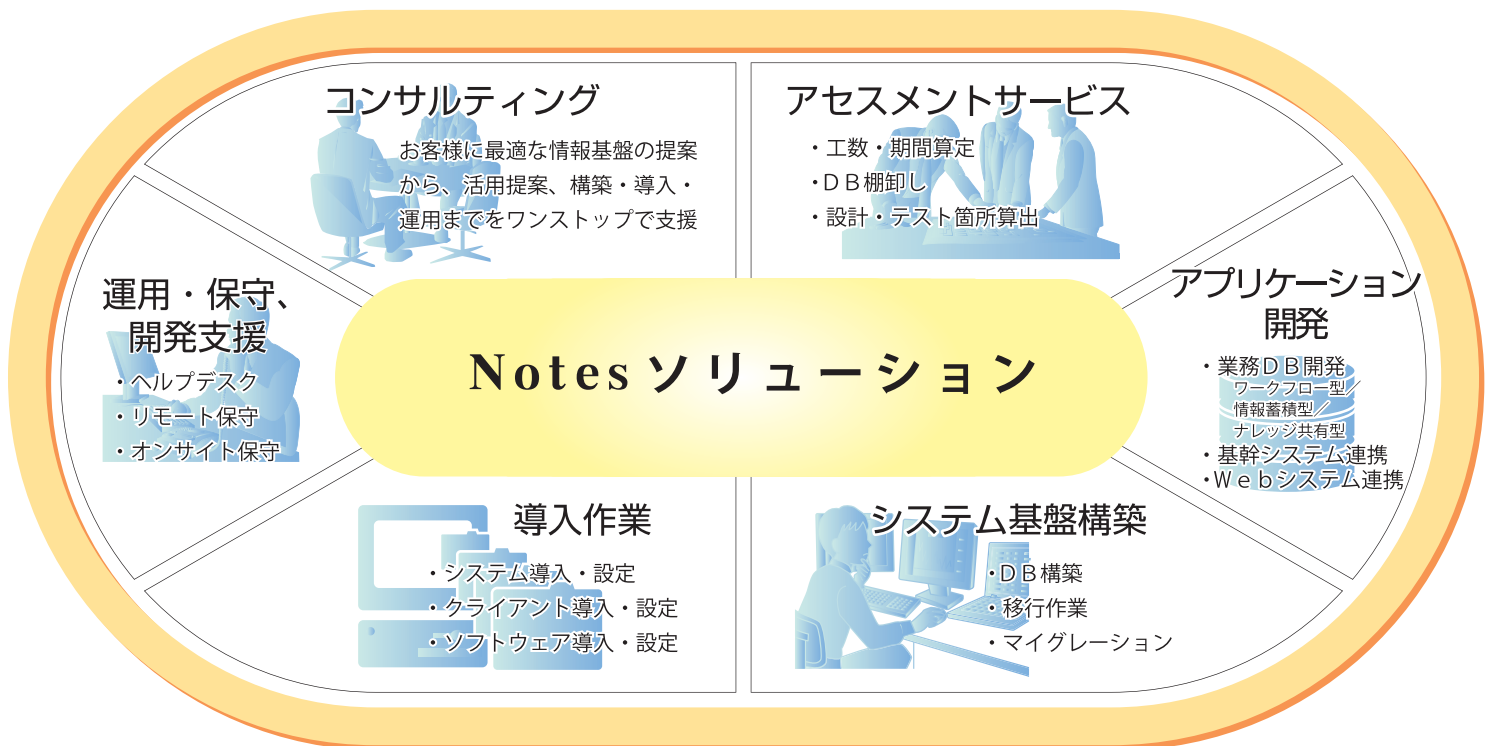 コンサルティング
お客様に最適な情報基盤の提案
から、活用提案、構築・導入・
運用までをワンストップで支援
アセスメントサービス
・工数・期間算定
・ＤＢ棚卸し
・設計・テスト箇所算出
運用・保守、
開発支援
・ヘルプデスク
・リモート保守
・オンサイト保守
Notesソリューション
アプリケーション
開発
・業務ＤＢ開発
ワークフロー型／
情報蓄積型／
ナレッジ共有型
・基幹システム連携
・Ｗｅｂシステム連携
導入作業
・システム導入・設定
・クライアント導入・設定
・ソフトウェア導入・設定
システム基盤構築
・ＤＢ構築
・移行作業
・マイグレーション